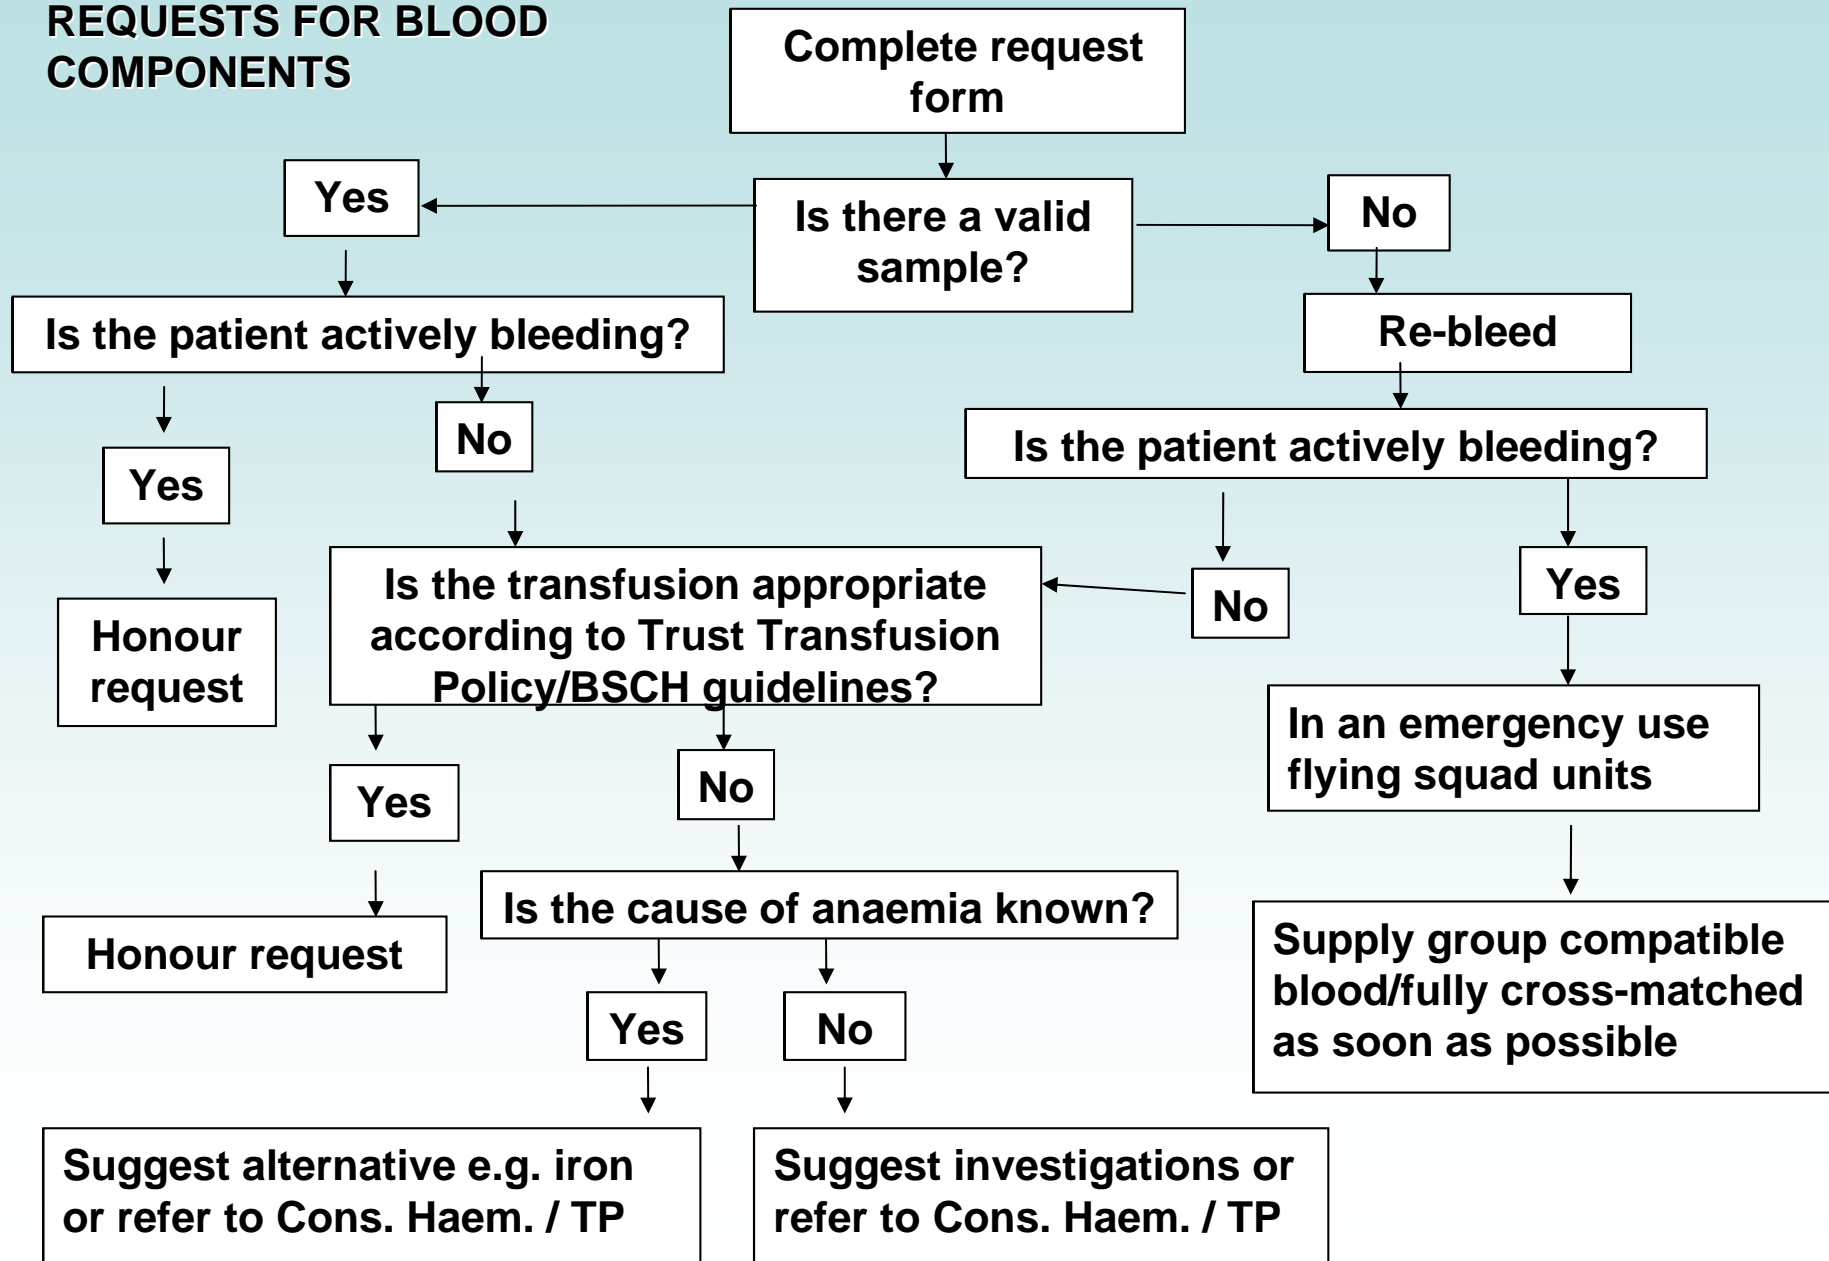 REQUESTS FOR BLOOD
COMPONENTS
Complete request
form
Yes
Is there a valid
sample?
No
Is the patient actively bleeding?
Re-bleed
Yes
No
Is the patient actively bleeding?
Honour
request
Is the transfusion appropriate
according to Trust Transfusion
Policy/BSCH guidelines?
No
Yes
Yes
No
In an emergency use
flying squad units
Honour request
Is the cause of anaemia known?
Supply group compatible
blood/fully cross-matched
as soon as possible
Yes
No
Suggest alternative e.g. iron
or refer to Cons. Haem. / TP
Suggest investigations or
refer to Cons. Haem. / TP